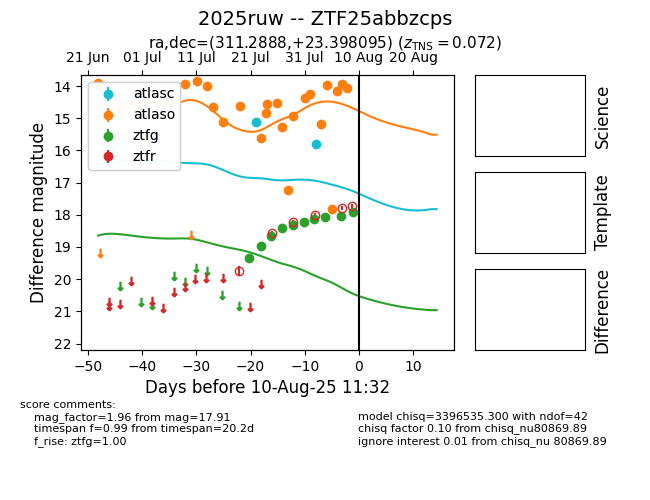 2025ruw -- ZTF25abbzcps
ra,dec=(311.2888,+23.398095) (z_TNS = 0.072)
21 Jun 01 Jul 11 Jul 21 Jul 31 Jul 10 Aug 20 Aug
14
15
16
17
18
19
20
21
22
Difference magnitude
atlasc
atlaso
ztfg
ztfr
−50 −40 −30 −20 −10 0 10
Days before 10-Aug-25 11:32
Science
Template
Difference
score comments:
mag_factor=1.96 from mag=17.91
timespan f=0.99 from timespan=20.2d
f_rise: ztfg=1.00
model chisq=3396535.300 with ndof=42
chisq factor 0.10 from chisq_nu80869.89
ignore interest 0.01 from chisq_nu 80869.89